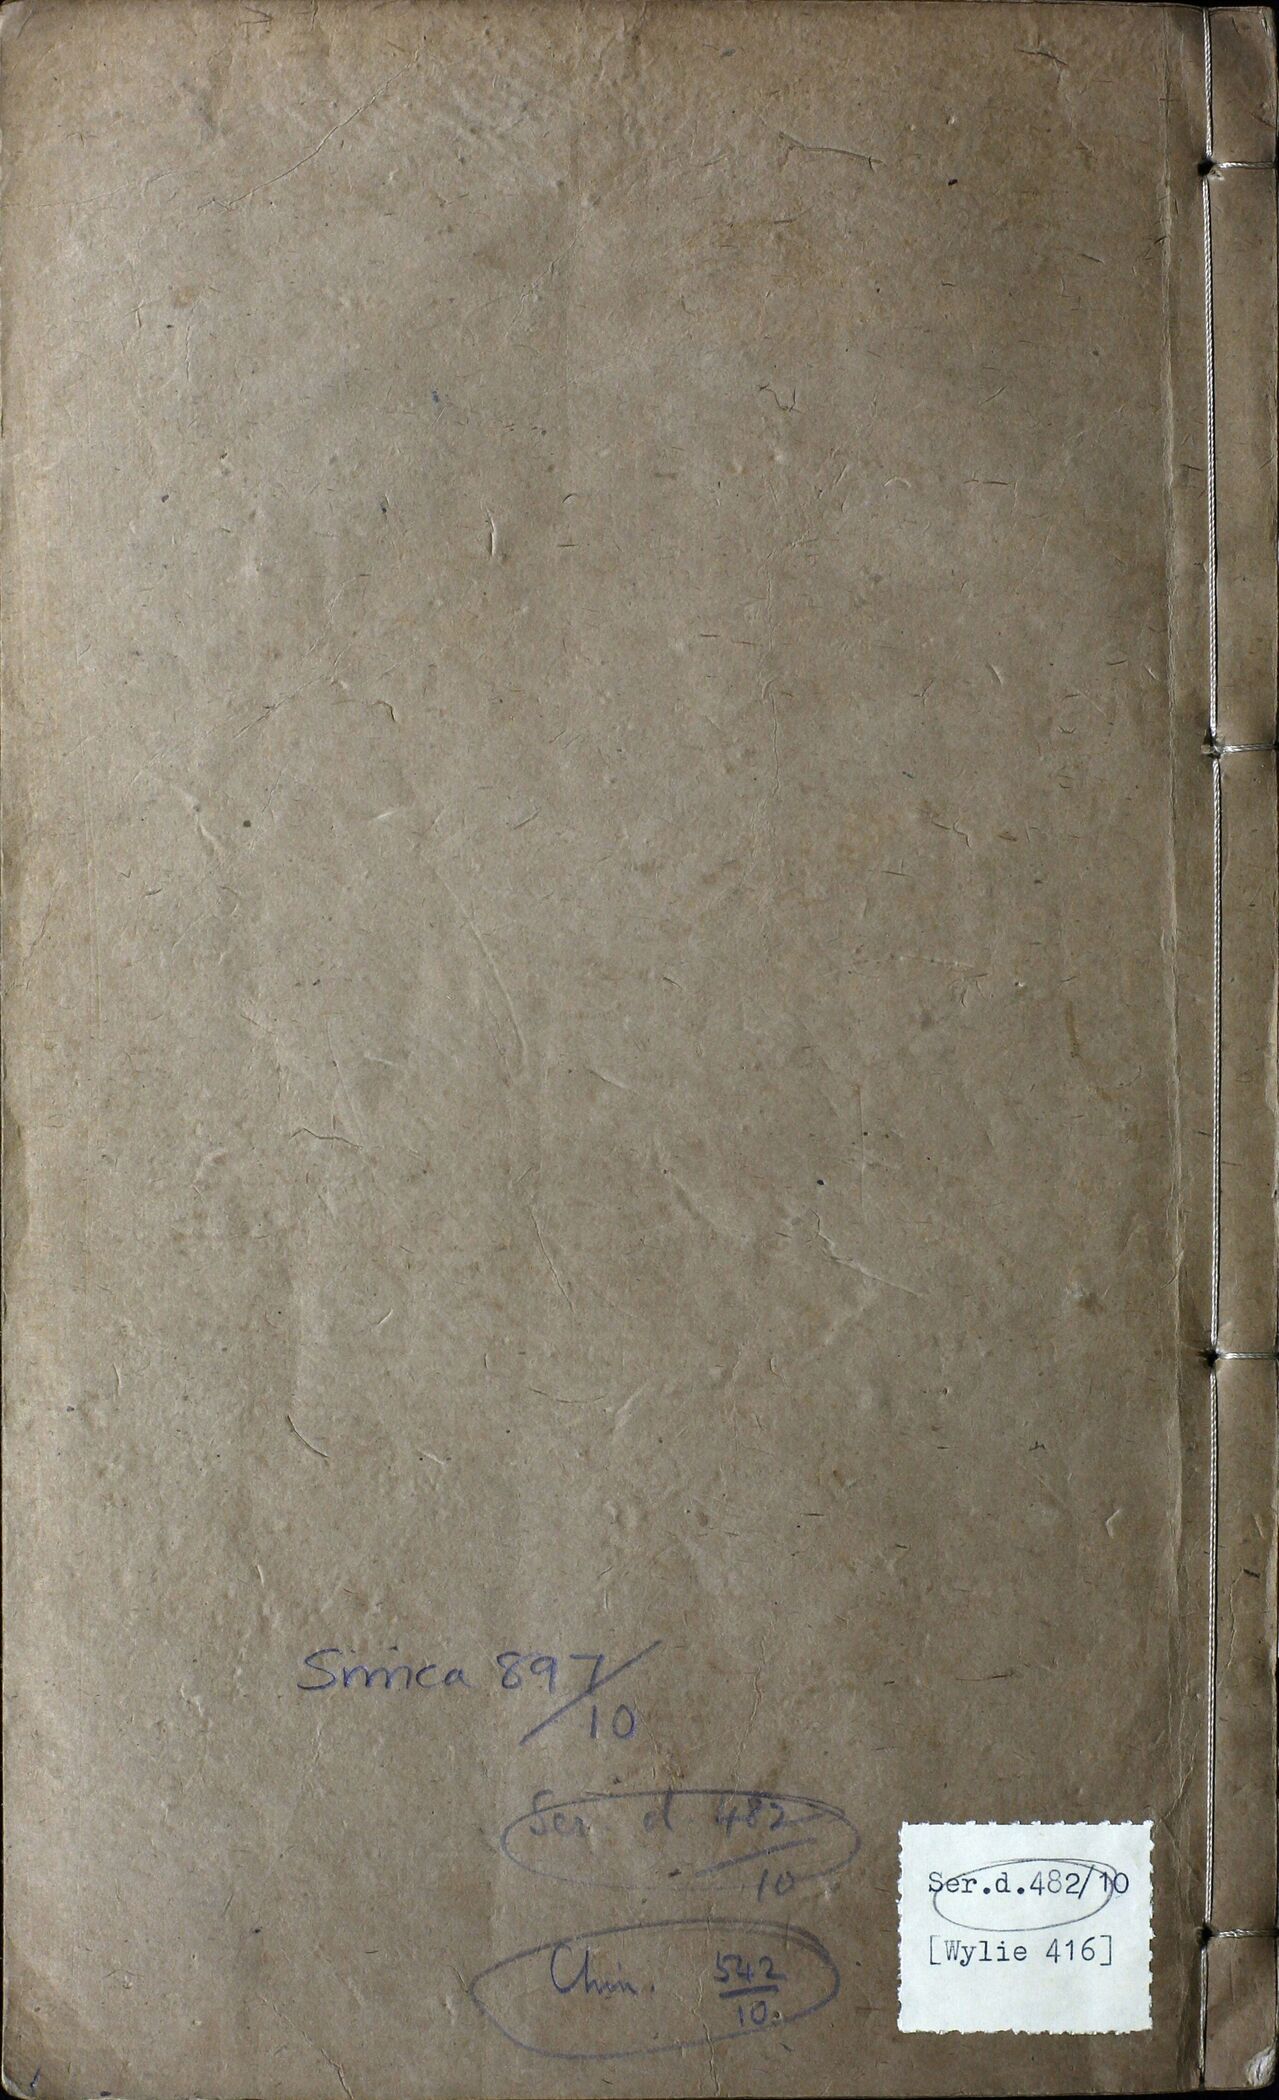 Sinica 897/
10
Ser. d. 482/
10
Chin. 542/10.
Ser.d.482/10
[Wylie 416]